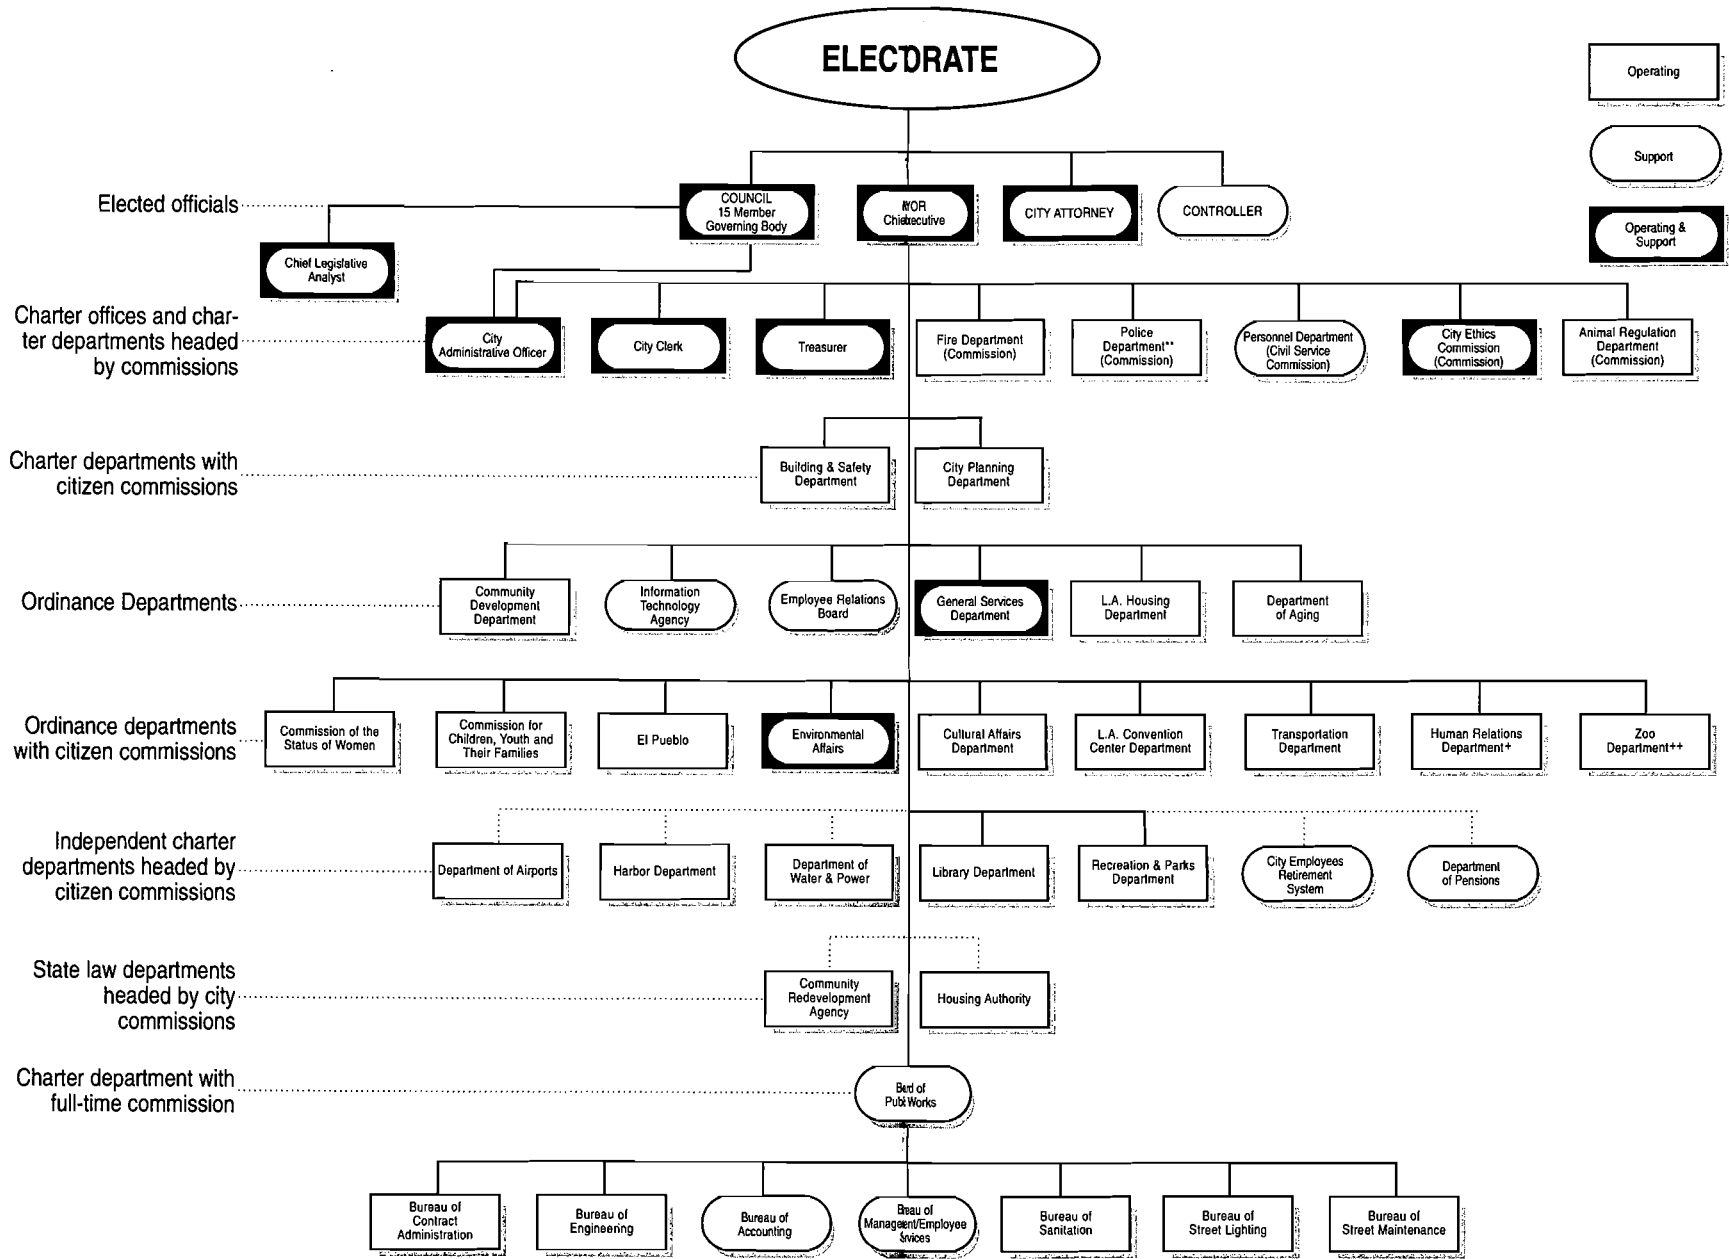 ELECTORATE
Operating
Support
Operating &
Support
Elected officials
COUNCIL
15 Member
Governing Body
CITY ATTORNEY
CONTROLLER
Chief Legislative
Analyst
Charter offices and char-
ter departments headed
by commissions
City
Administrative Officer
City Clerk
Treasurer
Fire Department
(Commission)
Police
Department**
(Commission)
Personnel Department
(Civil Service
Commission)
City Ethics
Commission
(Commission)
Animal Regulation
Department
(Commission)
Charter departments with
citizen commissions
Building & Safety
Department
City Planning
Department
Ordinance Departments
Community
Development
Department
Information
Technology
Agency
Employee Relations
Board
General Services
Department
L.A. Housing
Department
Department
of Aging
Ordinance departments
with citizen commissions
Commission of the
Status of Women
Commission for
Children, Youth and
Their Families
El Pueblo
Environmental
Affairs
Cultural Affairs
Department
L.A. Convention
Center Department
Transportation
Department
Human Relations
Department+
Zoo
Department++
Independent charter
departments headed by
citizen commissions
Department of Airports
Harbor Department
Department of
Water & Power
Library Department
Recreation & Parks
Department
City Employees
Retirement
System
Department
of Pensions
State law departments
headed by city
commissions
Community
Redevelopment
Agency
Housing Authority
Charter department with
full-time commission
of
Works
Bureau of
Contract
Administration
Bureau of
Engineering
Bureau of
Accounting
of
Bureau of
Sanitation
Bureau of
Street Lighting
Bureau of
Street Maintenance